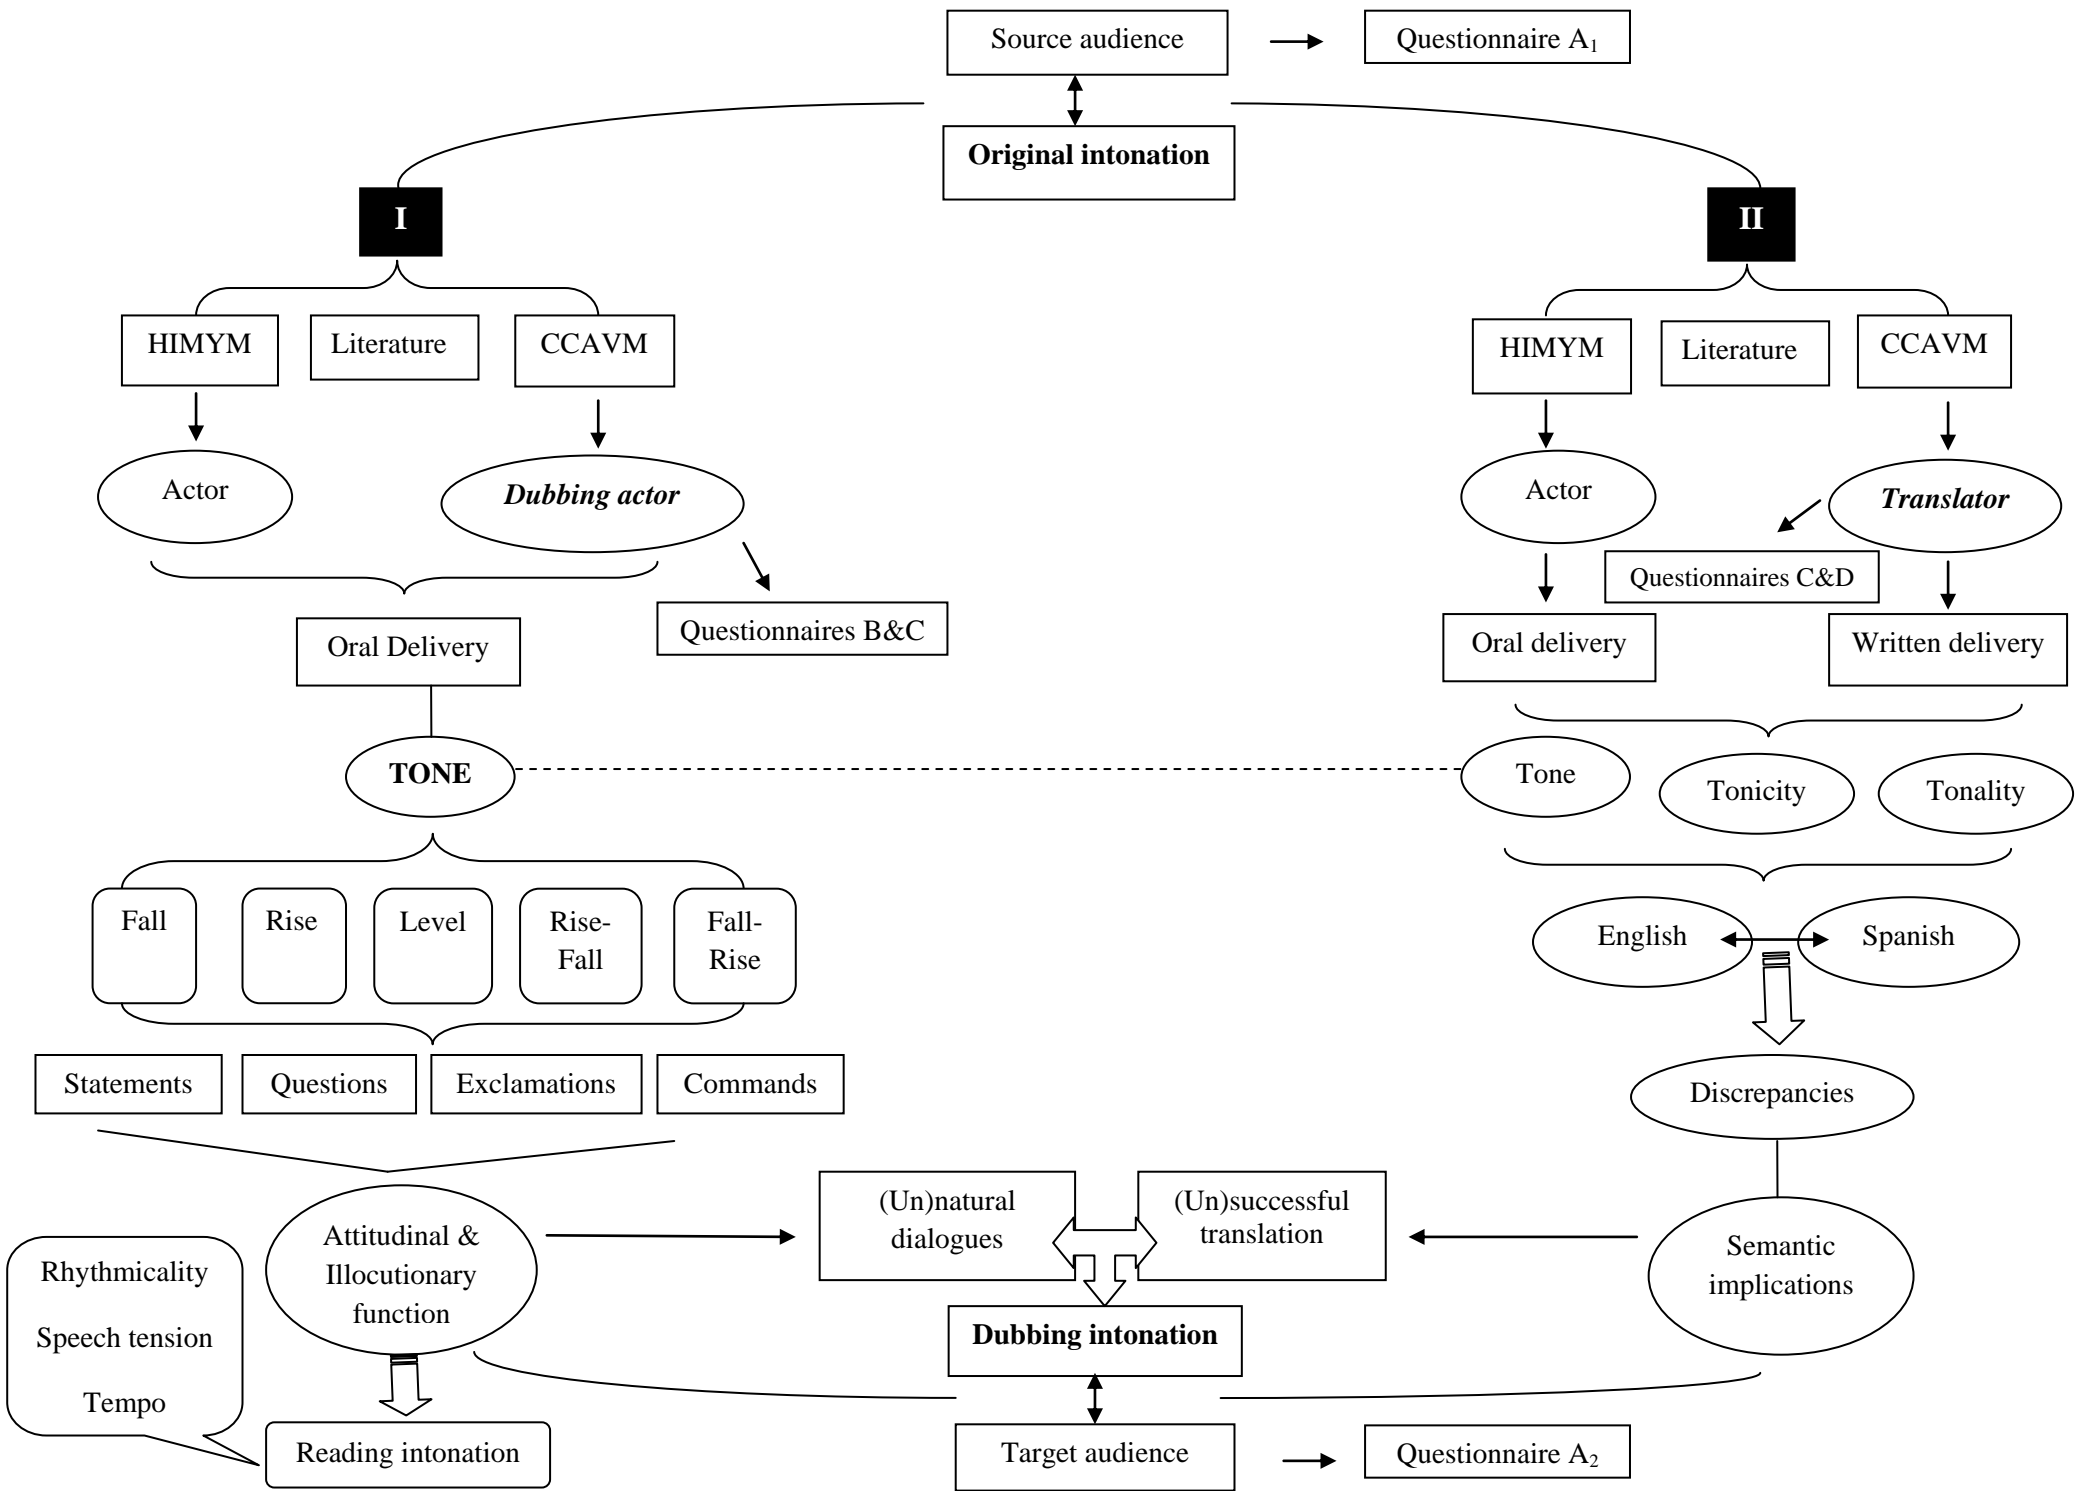 Source audience
Questionnaire A₁
Original intonation
I
II
HIMYM
Literature
CCAVM
HIMYM
Literature
CCAVM
Actor
Dubbing actor
Actor
Translator
Questionnaires B&C
Questionnaires C&D
Oral Delivery
Oral delivery
Written delivery
TONE
Tone
Tonicity
Tonality
Fall
Rise
Level
Rise-
Fall
Fall-
Rise
English
Spanish
Statements
Questions
Exclamations
Commands
Discrepancies
Attitudinal &
Illocutionary
function
(Un)natural
dialogues
(Un)successful
translation
Semantic
implications
Rhythmicality
Speech tension
Tempo
Dubbing intonation
Reading intonation
Target audience
Questionnaire A₂